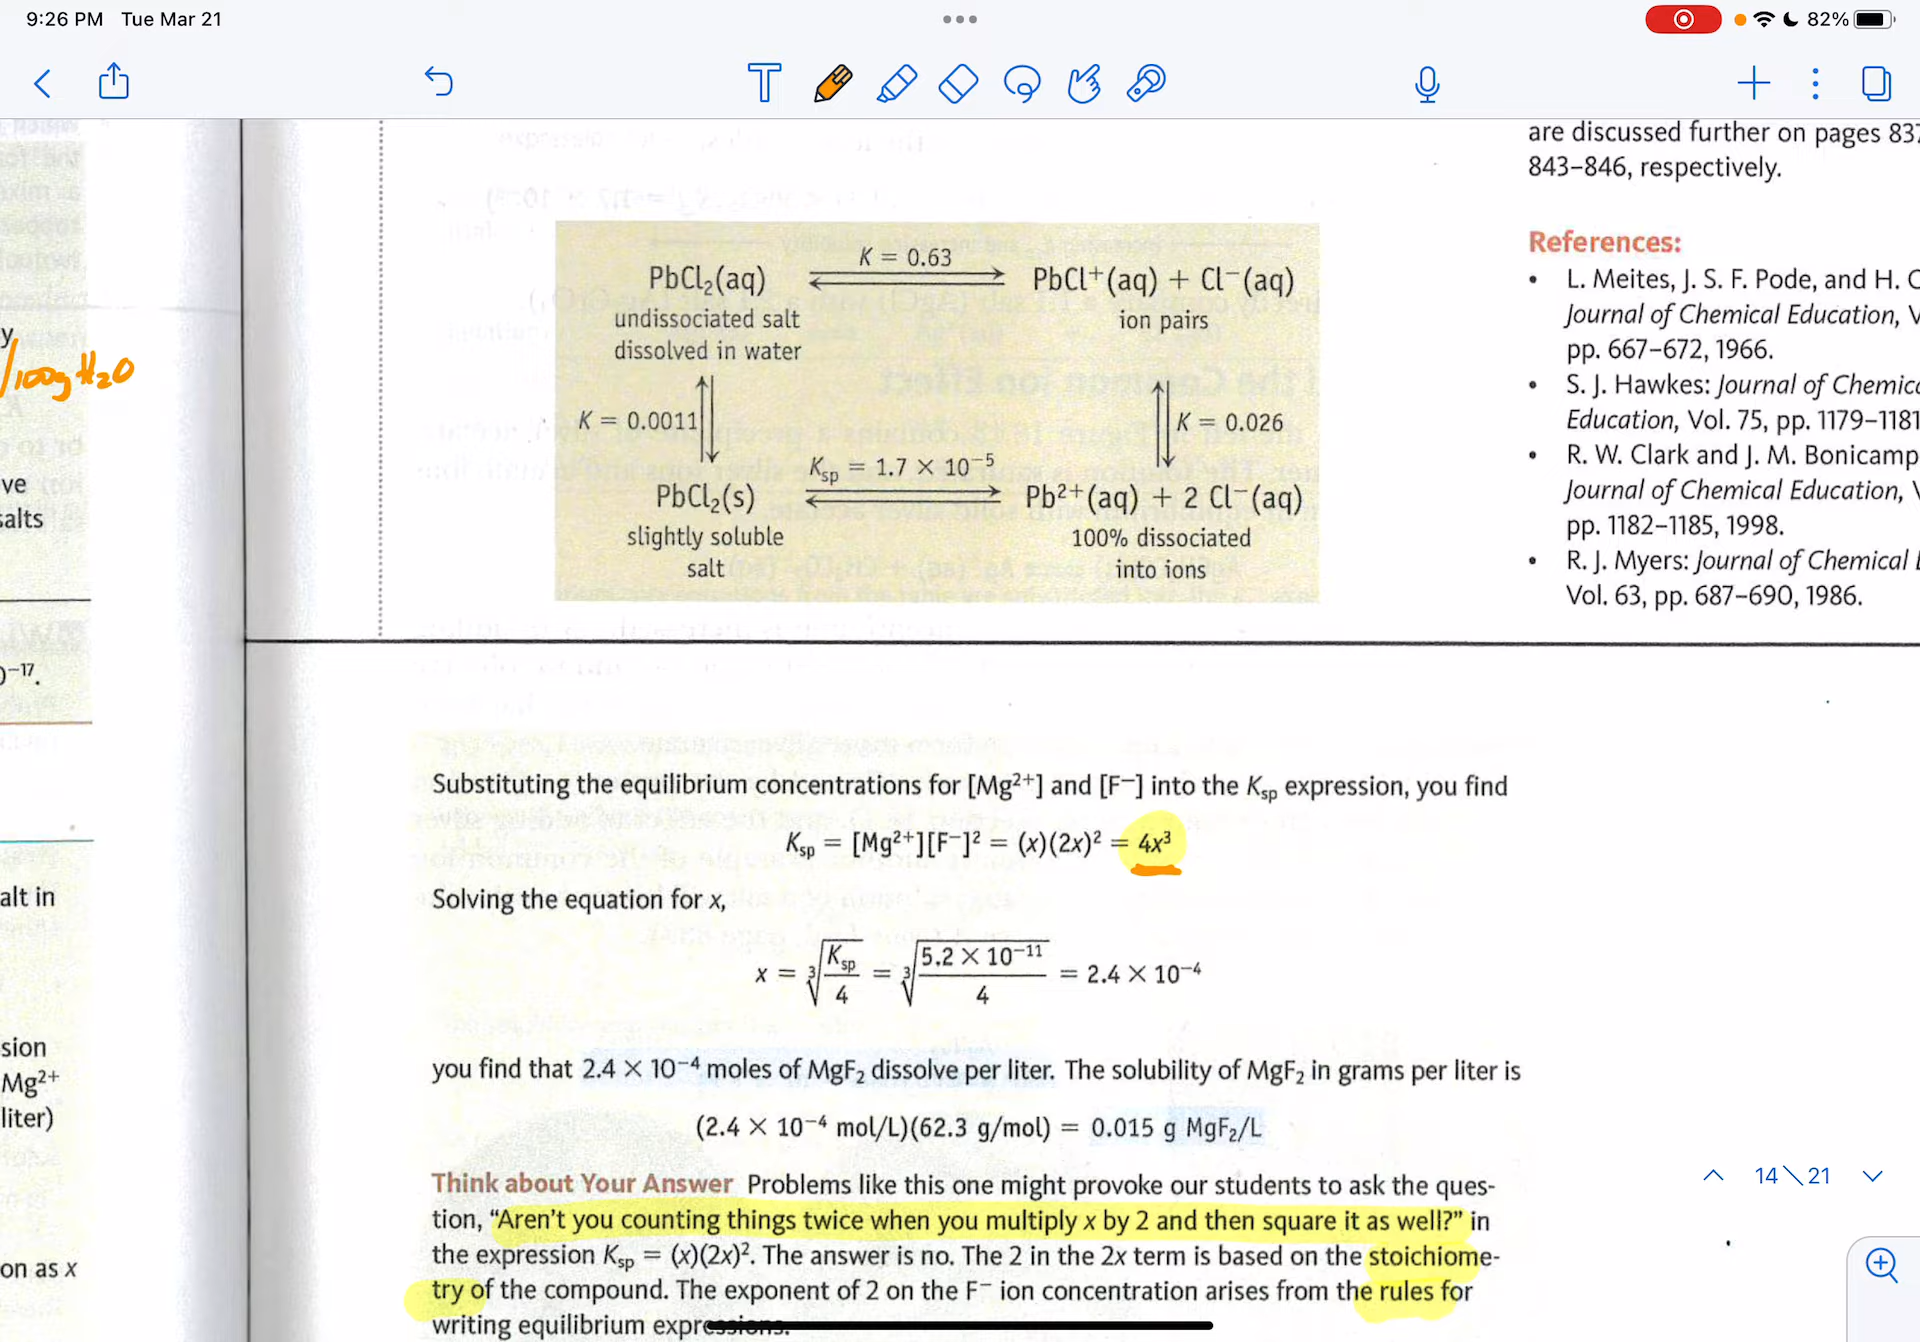 9:26 PM Tue Mar 21
82%
are discussed further on pages 837
843–846, respectively.
K = 0.63
PbCl₂(aq) ⇌ PbCl⁺(aq) + Cl⁻(aq)
undissociated salt
dissolved in water
ion pairs
K = 0.0011
K = 0.026
Ksp = 1.7 × 10⁻⁵
PbCl₂(s) ⇌ Pb²⁺(aq) + 2 Cl⁻(aq)
slightly soluble
salt
100% dissociated
into ions
References:
• L. Meites, J. S. F. Pode, and H. C
Journal of Chemical Education, V
pp. 667–672, 1966.
• S. J. Hawkes: Journal of Chemica
Education, Vol. 75, pp. 1179–1181
• R. W. Clark and J. M. Bonicamp
Journal of Chemical Education, V
pp. 1182–1185, 1998.
• R. J. Myers: Journal of Chemical E
Vol. 63, pp. 687–690, 1986.
y
/100g H₂O
ve
salts
0⁻¹⁷.
alt in
sion
Mg²⁺
liter)
on as x
Substituting the equilibrium concentrations for [Mg²⁺] and [F⁻] into the Ksp expression, you find
Ksp = [Mg²⁺][F⁻]² = (x)(2x)² = 4x³
Solving the equation for x,
x = ∛(Ksp/4) = ∛(5.2 × 10⁻¹¹/4) = 2.4 × 10⁻⁴
you find that 2.4 × 10⁻⁴ moles of MgF₂ dissolve per liter. The solubility of MgF₂ in grams per liter is
(2.4 × 10⁻⁴ mol/L)(62.3 g/mol) = 0.015 g MgF₂/L
Think about Your Answer Problems like this one might provoke our students to ask the ques-
tion, “Aren’t you counting things twice when you multiply x by 2 and then square it as well?” in
the expression Ksp = (x)(2x)². The answer is no. The 2 in the 2x term is based on the stoichiome-
try of the compound. The exponent of 2 on the F⁻ ion concentration arises from the rules for
writing equilibrium expressions.
14\21